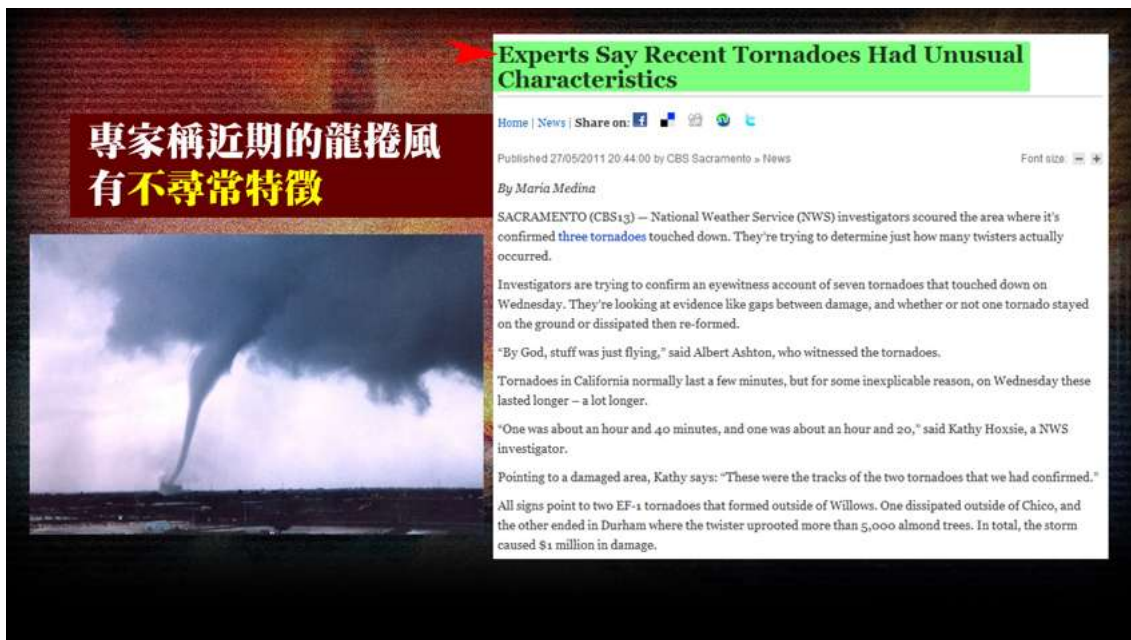 專家稱近期的龍捲風
有不尋常特徵
Experts Say Recent Tornadoes Had Unusual
Characteristics
Home | News | Share on:
Published 27/05/2011 20:44:00 by CBS Sacramento » News Font size: - +
By Maria Medina
SACRAMENTO (CBS13) — National Weather Service (NWS) investigators scoured the area where it's
confirmed three tornadoes touched down. They're trying to determine just how many twisters actually
occurred.
Investigators are trying to confirm an eyewitness account of seven tornadoes that touched down on
Wednesday. They're looking at evidence like gaps between damage, and whether or not one tornado stayed
on the ground or dissipated then re-formed.
"By God, stuff was just flying," said Albert Ashton, who witnessed the tornadoes.
Tornadoes in California normally last a few minutes, but for some inexplicable reason, on Wednesday these
lasted longer – a lot longer.
"One was about an hour and 40 minutes, and one was about an hour and 20," said Kathy Hoxsie, a NWS
investigator.
Pointing to a damaged area, Kathy says: "These were the tracks of the two tornadoes that we had confirmed."
All signs point to two EF-1 tornadoes that formed outside of Willows. One dissipated outside of Chico, and
the other ended in Durham where the twister uprooted more than 5,000 almond trees. In total, the storm
caused $1 million in damage.